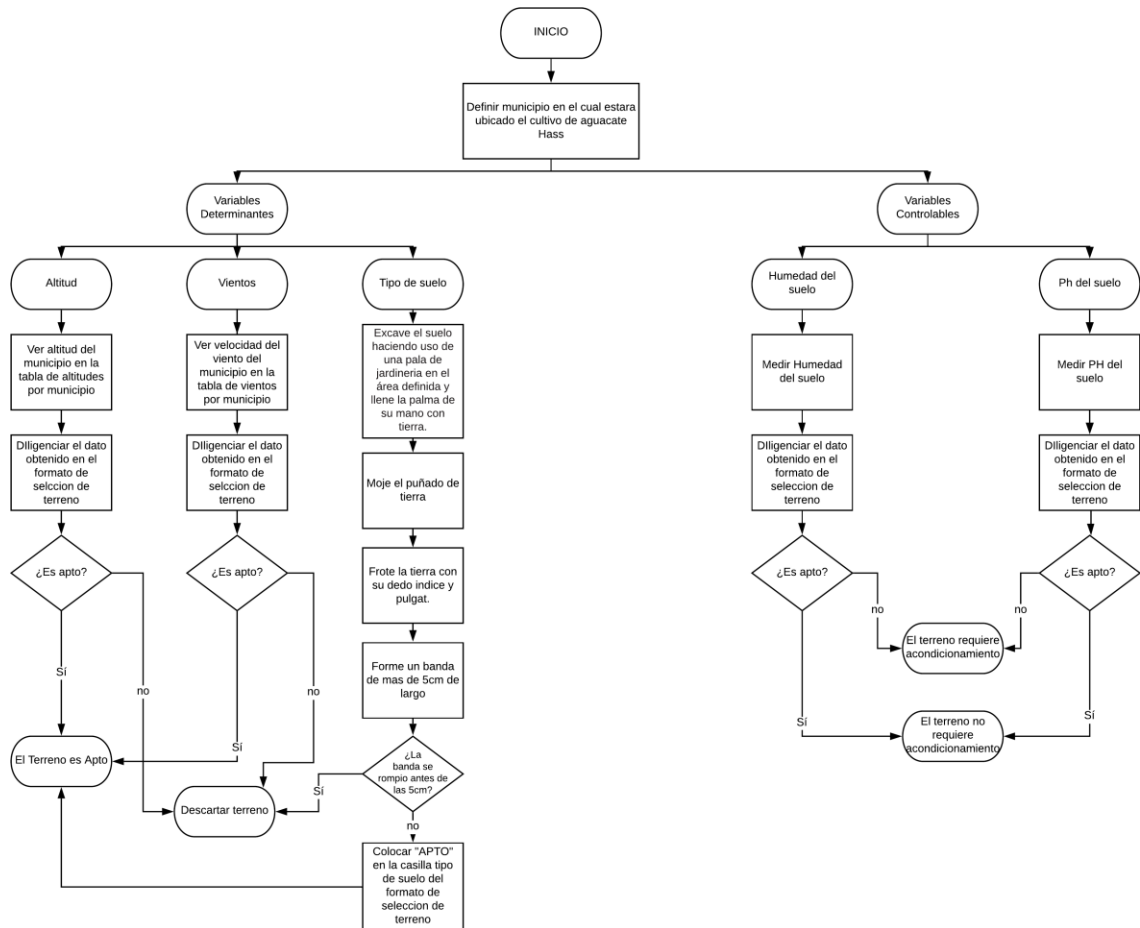 INICIO
Definir municipio en el cual estara
ubicado el cultivo de aguacate
Hass
Variables
Determinantes
Variables
Controlables
Altitud
Vientos
Tipo de suelo
Humedad del
suelo
Ph del suelo
Ver altitud del
municipio en la
tabla de altitudes
por municipio
Ver velocidad del
viento del
municipio en la
tabla de vientos
por municipio
Excave el suelo
haciendo uso de
una pala de
jardineria en el
área definida y
llene la palma de
su mano con
tierra.
Medir Humedad
del suelo
Medir PH del
suelo
DIligenciar el dato
obtenido en el
formato de
selccion de
terreno
DIligenciar el dato
obtenido en el
formato de
selccion de
terreno
Moje el puñado de
tierra
DIligenciar el dato
obtenido en el
formato de
seleccion de
terreno
DIligenciar el dato
obtenido en el
formato de
seleccion de
terreno
¿Es apto?
¿Es apto?
Frote la tierra con
su dedo indice y
pulgat.
¿Es apto?
¿Es apto?
no
no
El terreno requiere
acondicionamiento
Forme un banda
de mas de 5cm de
largo
Sí
no
no
Sí
Sí
Sí
El terreno no
requiere
acondicionamiento
El Terreno es Apto
¿La
banda se
rompio antes de
las 5cm?
Sí
Descartar terreno
no
Colocar "APTO"
en la casilla tipo
de suelo del
formato de
seleccion de
terreno